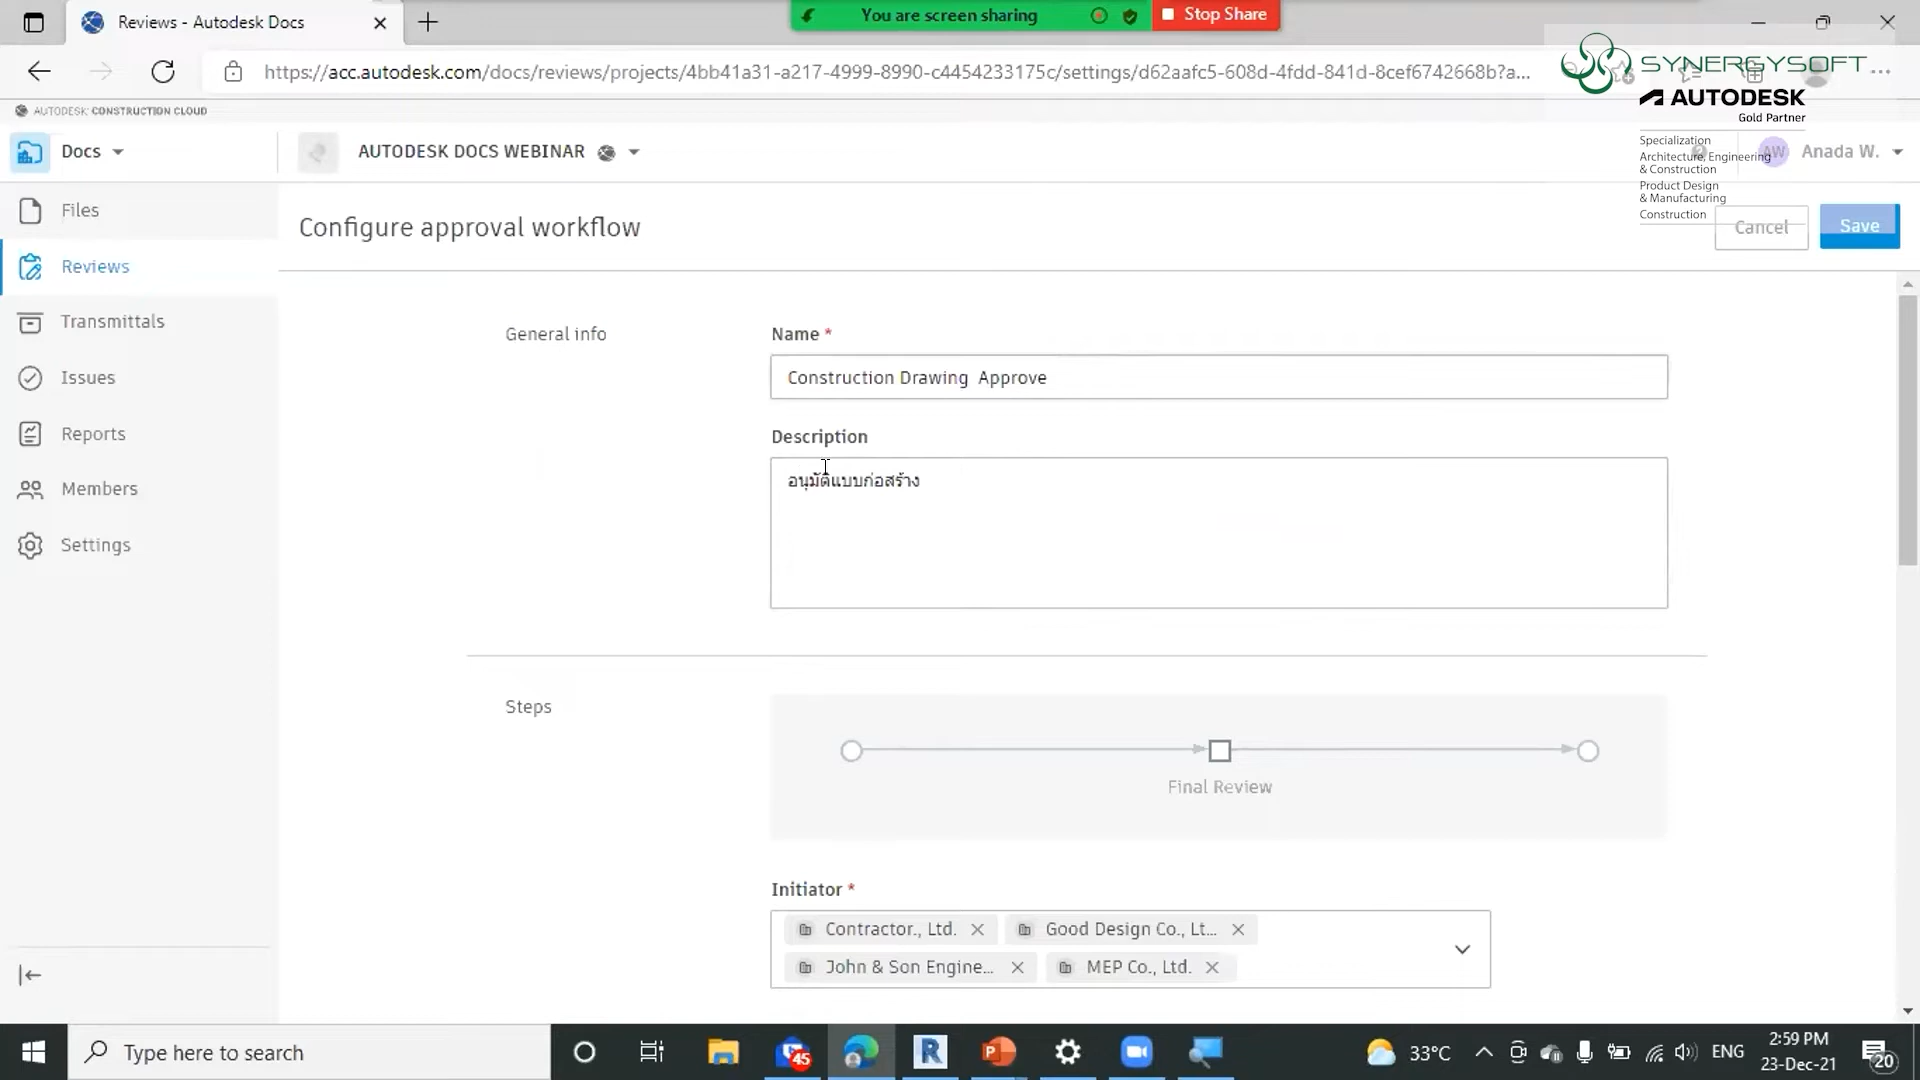 Reviews - Autodesk Docs
You are screen sharing
Stop Share
https://acc.autodesk.com/docs/reviews/projects/4bb41a31-a217-4999-8990-c4454233175c/settings/d62aafc5-608d-4fdd-841d-8cef6742668b?a...
SYNERGYSOFT
AUTODESK
Gold Partner
Specialization
Architecture, Engineering
& Construction
Product Design
& Manufacturing
Construction
AUTODESK CONSTRUCTION CLOUD
Docs
AUTODESK DOCS WEBINAR
AW
Anada W.
Files
Reviews
Transmittals
Issues
Reports
Members
Settings
Configure approval workflow
Cancel
Save
General info
Name *
Construction Drawing  Approve
Description
อนุมัติแบบก่อสร้าง
Steps
Final Review
Initiator *
Contractor., Ltd.
Good Design Co., Lt...
John & Son Engine...
MEP Co., Ltd.
Type here to search
45
R
P
33°C
ENG
2:59 PM
23-Dec-21
20